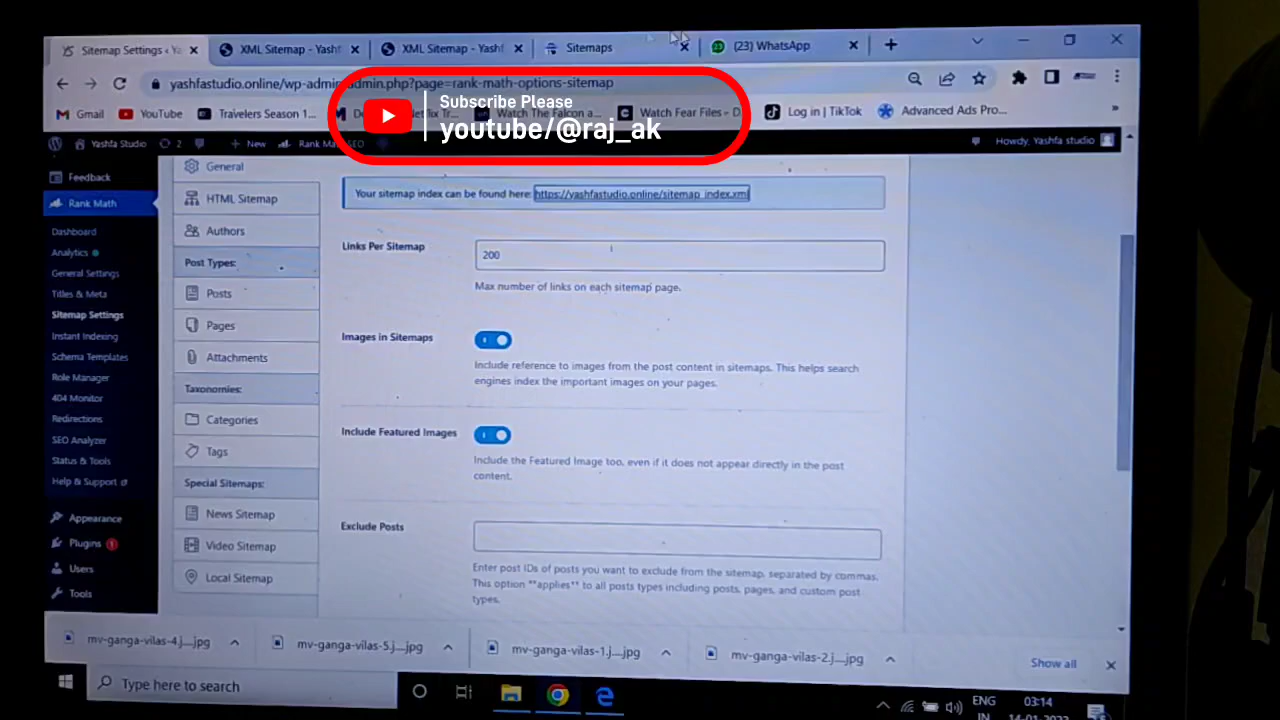 Sitemap Settings ‹ Ya
XML Sitemap - Yashf
XML Sitemap - Yashf
Sitemaps
(23) WhatsApp
yashfastudio.online/wp-admin/admin.php?page=rank-math-options-sitemap
Subscribe Please
youtube/@raj_ak
Gmail
YouTube
Travelers Season 1...
Watch The Falcon a...
Watch Fear Files – D
Log in | TikTok
Advanced Ads Pro...
Yashfa Studio
2
New
Rank Ma
SEO
Howdy, Yashfa studio
Feedback
Rank Math
Dashboard
Analytics
General Settings
Titles & Meta
Sitemap Settings
Instant Indexing
Schema Templates
Role Manager
404 Monitor
Redirections
SEO Analyzer
Status & Tools
Help & Support
Appearance
Plugins 1
Users
Tools
General
HTML Sitemap
Authors
Post Types:
Posts
Pages
Attachments
Taxonomies:
Categories
Tags
Special Sitemaps:
News Sitemap
Video Sitemap
Local Sitemap
Your sitemap index can be found here: https://yashfastudio.online/sitemap_index.xml
Links Per Sitemap
200
Max number of links on each sitemap page.
Images in Sitemaps
Include reference to images from the post content in sitemaps. This helps search
engines index the important images on your pages.
Include Featured Images
Include the Featured Image too, even if it does not appear directly in the post
content.
Exclude Posts
Enter post IDs of posts you want to exclude from the sitemap, separated by commas.
This option **applies** to all posts types including posts, pages, and custom post
types.
mv-ganga-vilas-4.j....jpg
mv-ganga-vilas-5.j....jpg
mv-ganga-vilas-1.j....jpg
mv-ganga-vilas-2.j....jpg
Show all
Type here to search
ENG
IN
03:14